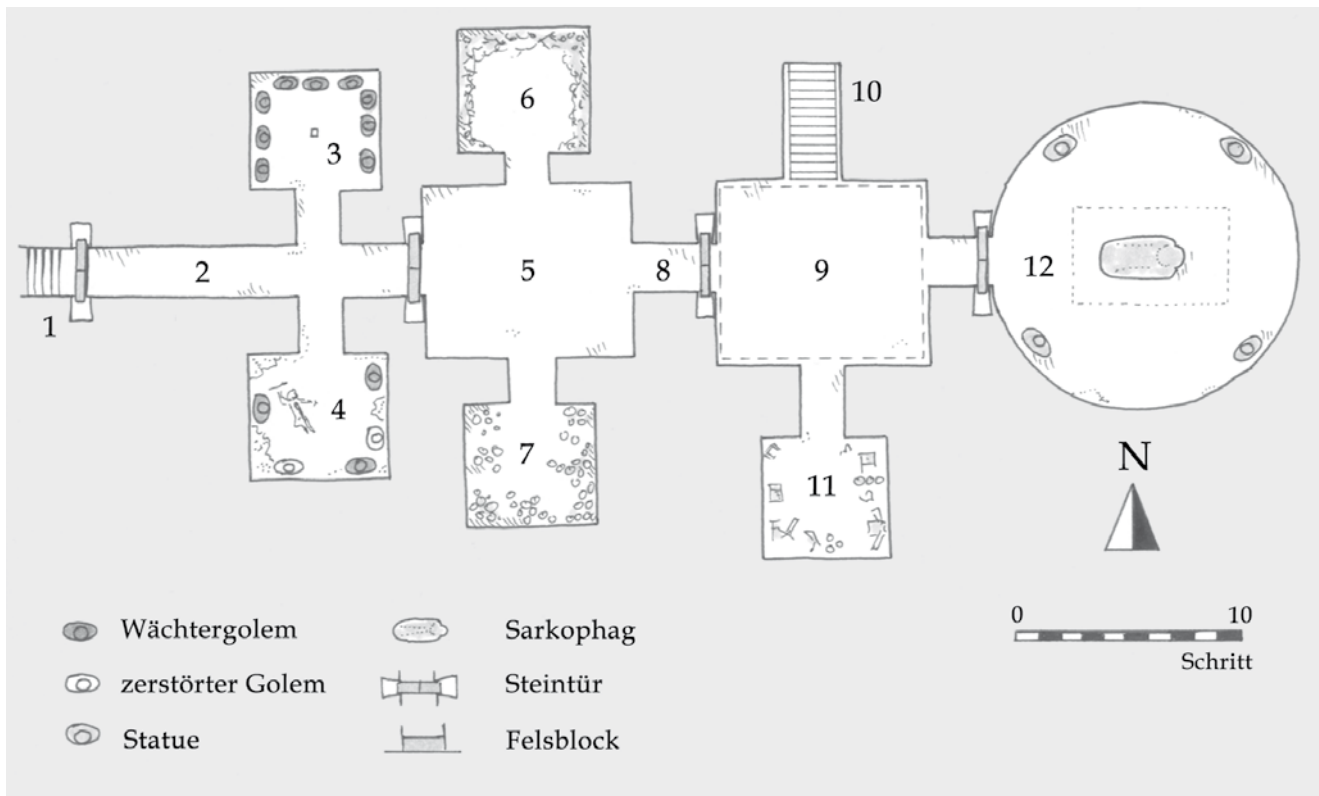 10
6
3
1
2
5
8
9
12
4
7
11
N
0
10
Schritt
Wächtergolem
Sarkophag
zerstörter Golem
Steintür
Statue
Felsblock